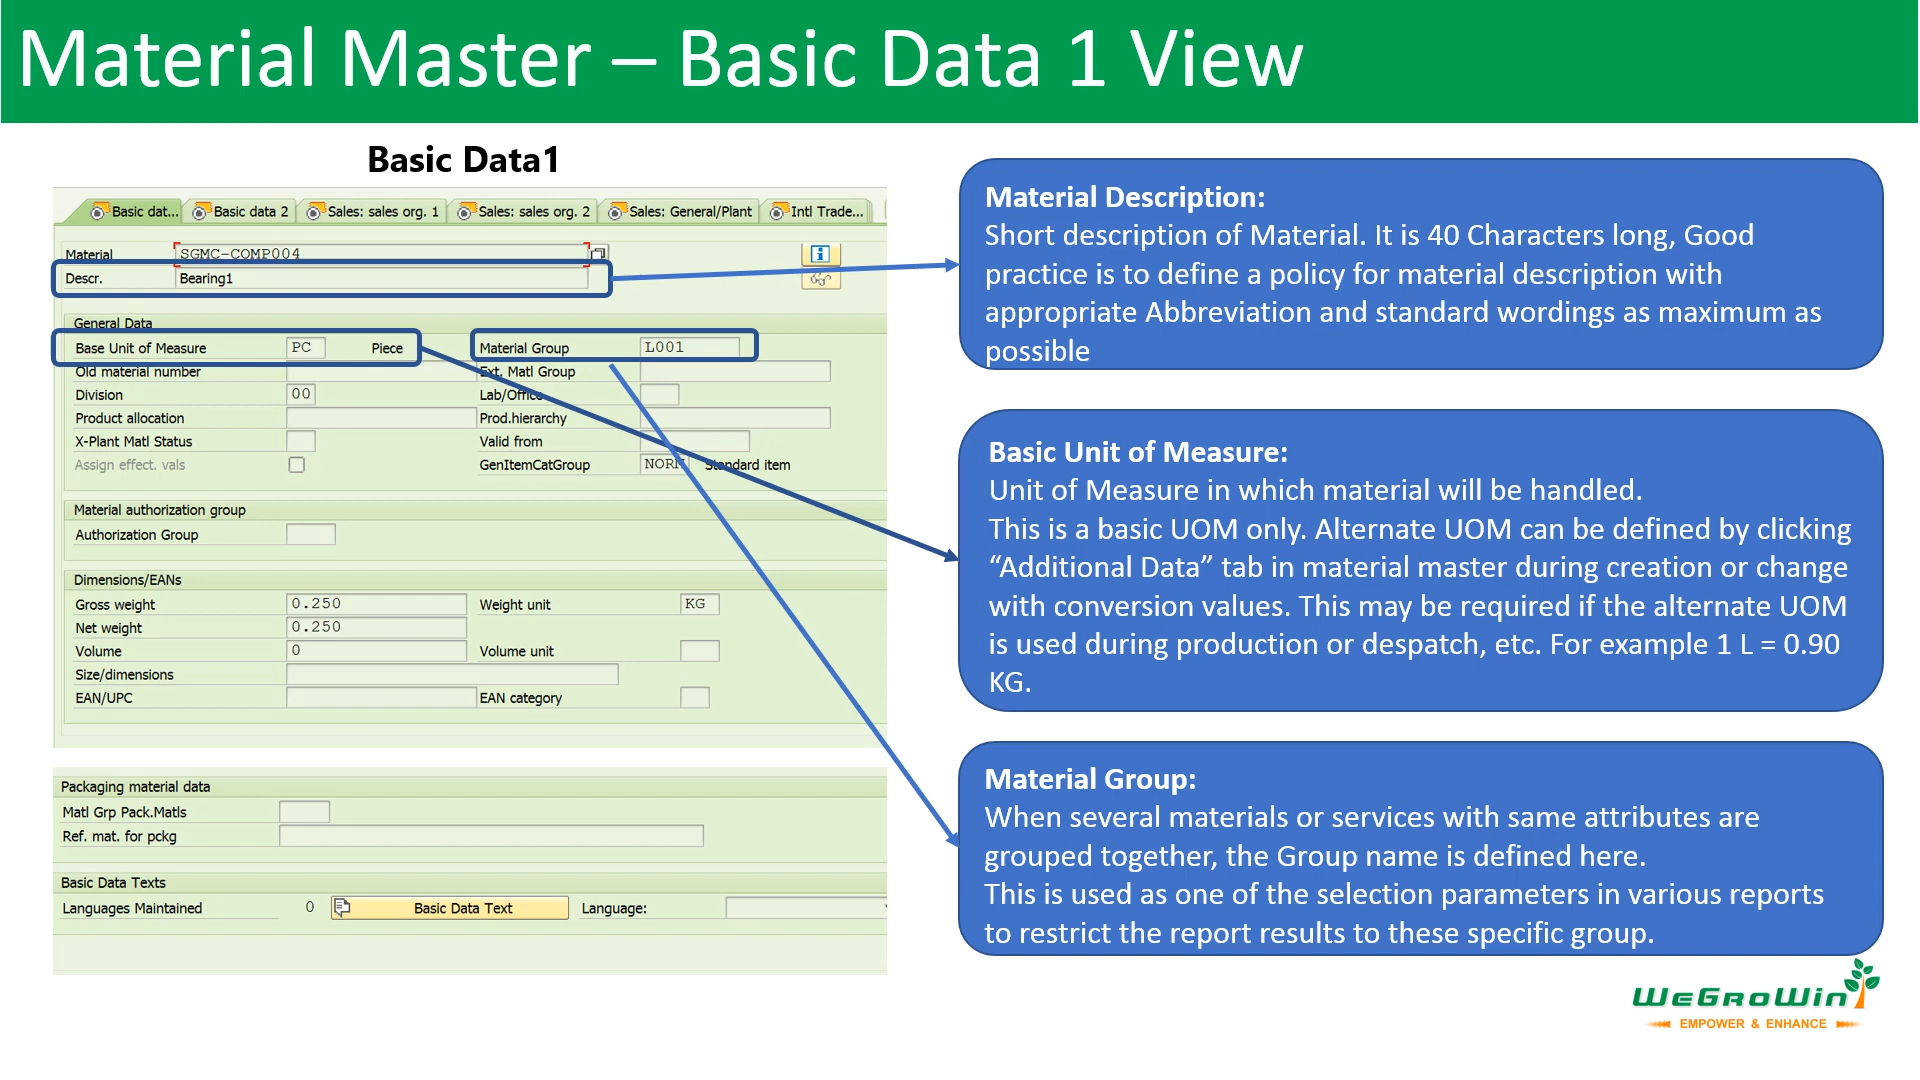 Material Master – Basic Data 1 View
Basic Data1
Basic dat... Basic data 2 Sales: sales org. 1 Sales: sales org. 2 Sales: General/Plant Intl Trade...
Material SGMC-COMP004
Descr. Bearing1
General Data
Base Unit of Measure PC Piece Material Group L001
Old material number Ext. Matl Group
Division 00 Lab/Office
Product allocation Prod.hierarchy
X-Plant Matl Status Valid from
Assign effect. vals GenItemCatGroup NORM Standard item
Material authorization group
Authorization Group
Dimensions/EANs
Gross weight 0.250 Weight unit KG
Net weight 0.250
Volume 0 Volume unit
Size/dimensions
EAN/UPC EAN category
Packaging material data
Matl Grp Pack.Matls
Ref. mat. for pckg
Basic Data Texts
Languages Maintained 0 Basic Data Text Language:
Material Description:
Short description of Material. It is 40 Characters long, Good
practice is to define a policy for material description with
appropriate Abbreviation and standard wordings as maximum as
possible
Basic Unit of Measure:
Unit of Measure in which material will be handled.
This is a basic UOM only. Alternate UOM can be defined by clicking
“Additional Data” tab in material master during creation or change
with conversion values. This may be required if the alternate UOM
is used during production or despatch, etc. For example 1 L = 0.90
KG.
Material Group:
When several materials or services with same attributes are
grouped together, the Group name is defined here.
This is used as one of the selection parameters in various reports
to restrict the report results to these specific group.
WeGroWin
EMPOWER & ENHANCE